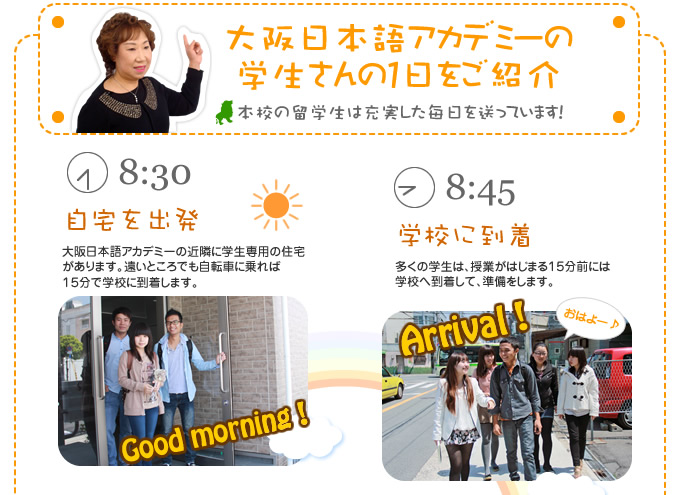 大阪日本語アカデミーの
学生さんの1日をご紹介
本校の留学生は充実した毎日を送っています!
8:30
自宅を出発
大阪日本語アカデミーの近隣に学生専用の住宅
があります。遠いところでも自転車に乗れば
15分で学校に到着します。
Good morning!
8:45
学校に到着
多くの学生は、授業がはじまる15分前には
学校へ到着して、準備をします。
おはよー♪
Arrival!